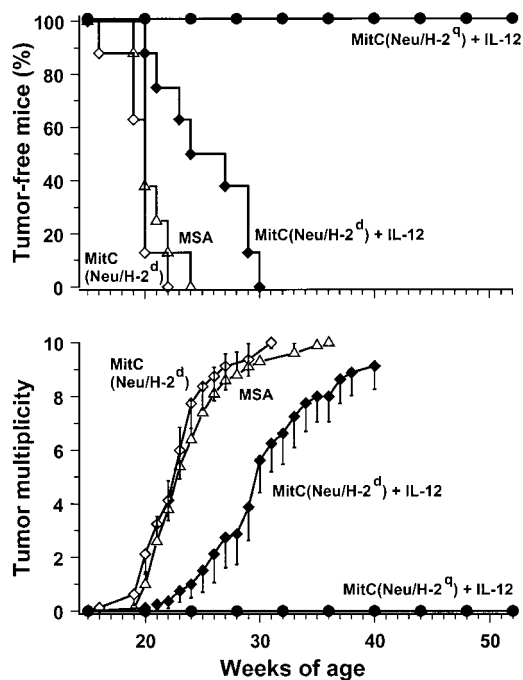 Tumor-free mice (%)
100
80
60
40
20
0
MitC(Neu/H-2q) + IL-12
MitC
(Neu/H-2d)
MSA
MitC(Neu/H-2d) + IL-12
Tumor multiplicity
10
8
6
4
2
0
MitC
(Neu/H-2d)
MSA
MitC(Neu/H-2d) + IL-12
MitC(Neu/H-2q) + IL-12
20 30 40 50
Weeks of age